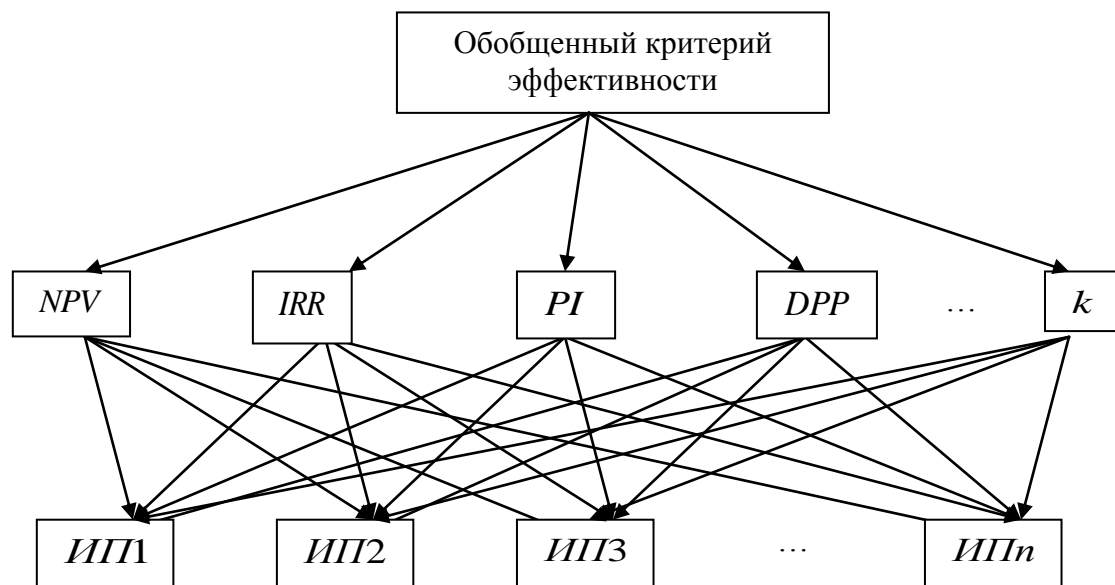 Обобщенный критерий
эффективности
NPV IRR PI DPP ... k
ИП1 ИП2 ИП3 ... ИПn